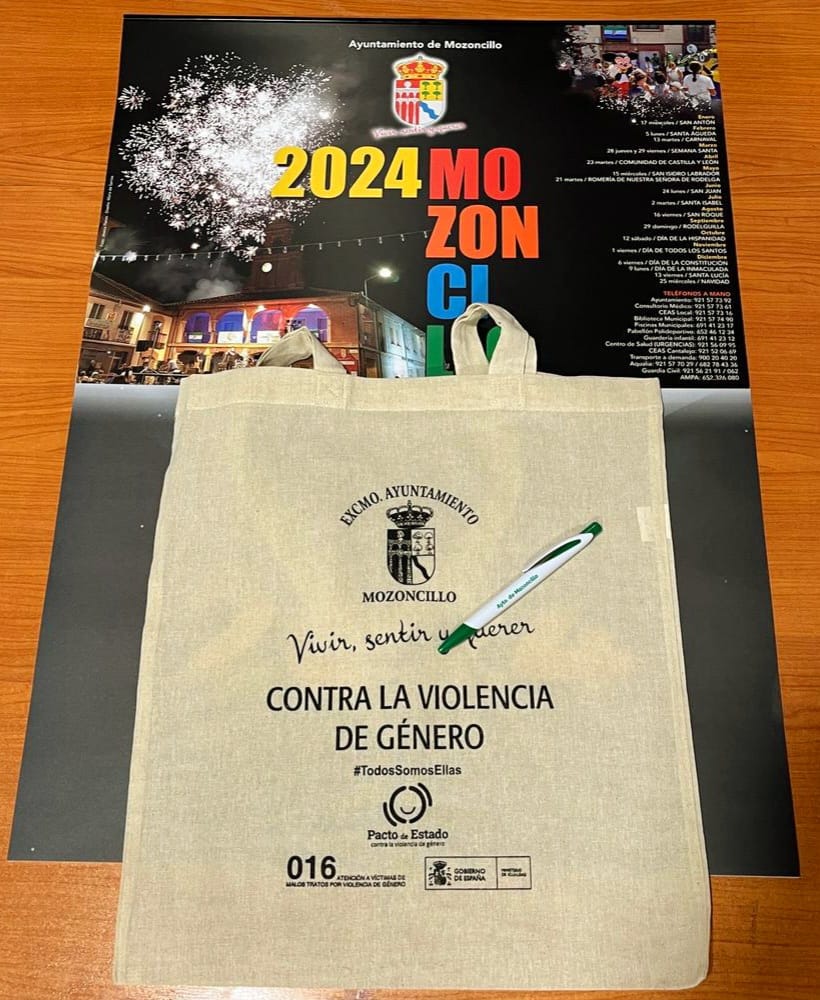 Ayuntamiento de Mozoncillo
Vivir, sentir y querer
2024 MO
ZON
CI
Enero
17 miércoles / SAN ANTÓN
Febrero
5 lunes / SANTA ÁGUEDA
13 martes / CARNAVAL
Marzo
28 jueves y 29 viernes / SEMANA SANTA
Abril
23 martes / COMUNIDAD DE CASTILLA Y LEÓN
Mayo
15 miércoles / SAN ISIDRO LABRADOR
21 martes / ROMERÍA DE NUESTRA SEÑORA DE RODELGA
Junio
24 lunes / SAN JUAN
Julio
2 martes / SANTA ISABEL
Agosto
16 viernes / SAN ROQUE
Septiembre
29 domingo / RODELGUILLA
Octubre
12 sábado / DÍA DE LA HISPANIDAD
Noviembre
1 viernes / DÍA DE TODOS LOS SANTOS
Diciembre
6 viernes / DÍA DE LA CONSTITUCIÓN
9 lunes / DÍA DE LA INMACULADA
13 viernes / SANTA LUCÍA
25 miércoles / NAVIDAD
TELÉFONOS A MANO
Ayuntamiento: 921 57 73 92
Consultorio Médico: 921 57 73 61
CEAS Local: 921 57 73 16
Biblioteca Municipal: 921 57 74 90
Piscinas Municipales: 691 41 23 17
Pabellón Polideportivo: 652 46 12 34
Guardería infantil: 691 41 23 12
Centro de Salud (URGENCIAS): 921 56 09 95
CEAS Cantalejo: 921 52 06 69
Transporte a demanda: 900 20 40 20
Aqualia: 921 57 70 29 / 682 78 43 36
Guardia Civil: 921 56 21 91 / 062
AMPA: 652 326 080
EXCMO. AYUNTAMIENTO
MOZONCILLO
Ayto de Mozoncillo
Vivir, sentir y querer
CONTRA LA VIOLENCIA
DE GÉNERO
#TodosSomosEllas
Pacto de Estado
contra la violencia de género
016 ATENCIÓN A VÍCTIMAS DE
MALOS TRATOS POR VIOLENCIA DE GÉNERO
GOBIERNO
DE ESPAÑA
MINISTERIO
DE IGUALDAD